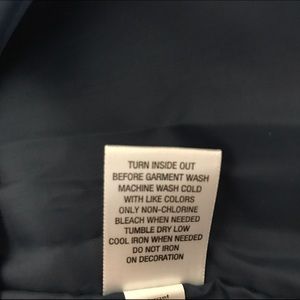 TURN INSIDE OUT
BEFORE GARMENT WASH
MACHINE WASH COLD
WITH LIKE COLORS
ONLY NON-CHLORINE
BLEACH WHEN NEEDED
TUMBLE DRY LOW
COOL IRON WHEN NEEDED
DO NOT IRON
ON DECORATION